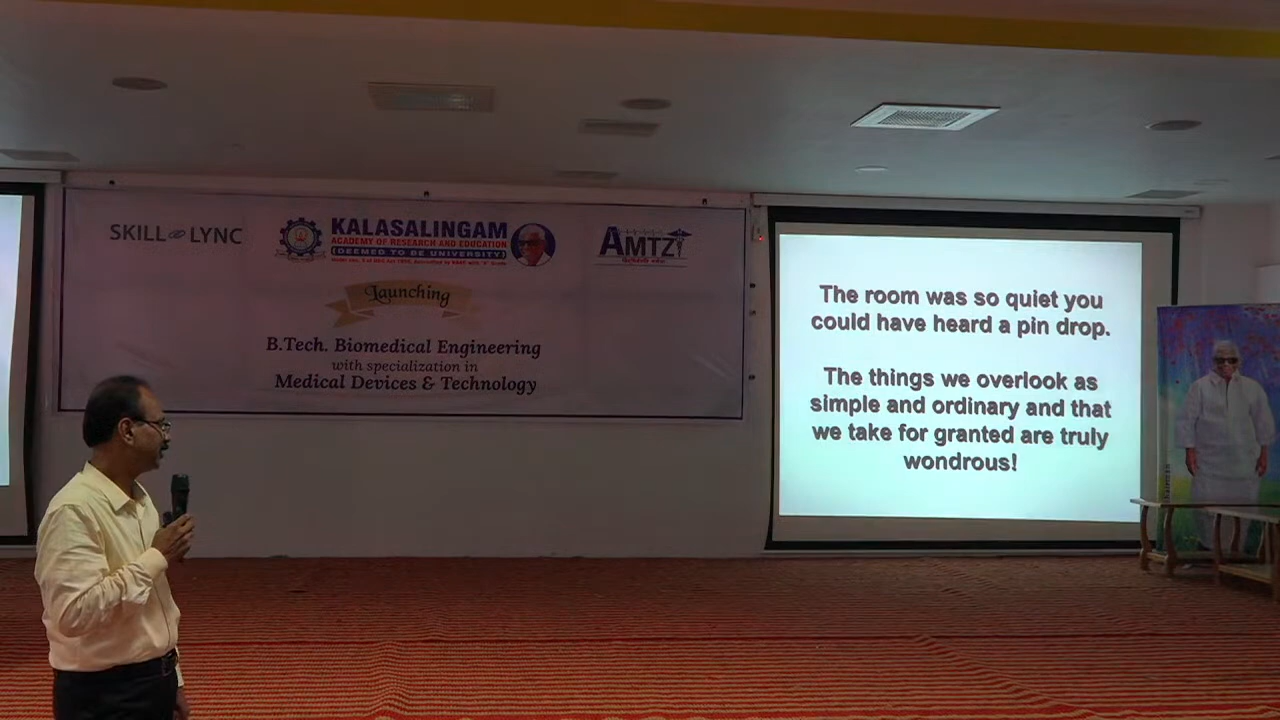 SKILL LYNC
KALASALINGAM
ACADEMY OF RESEARCH AND EDUCATION
(DEEMED TO BE UNIVERSITY)
AMTZ
Launching
B.Tech. Biomedical Engineering
with specialization in
Medical Devices & Technology
The room was so quiet you
could have heard a pin drop.
The things we overlook as
simple and ordinary and that
we take for granted are truly
wondrous!